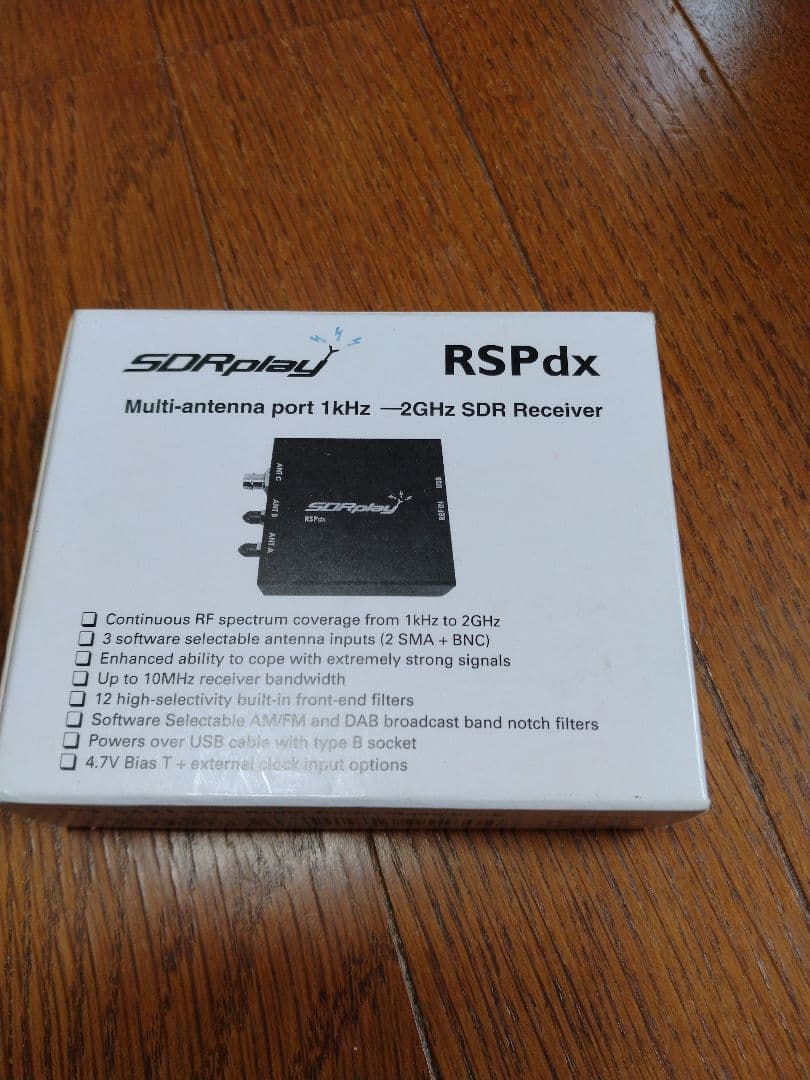 SDRplay
RSPdx
Multi-antenna port 1kHz —2GHz SDR Receiver
ANT C
ANT B
ANT A
SDRplay
RSPdx
USB
REF IN
❏ Continuous RF spectrum coverage from 1kHz to 2GHz
❏ 3 software selectable antenna inputs (2 SMA + BNC)
❏ Enhanced ability to cope with extremely strong signals
❏ Up to 10MHz receiver bandwidth
❏ 12 high-selectivity built-in front-end filters
❏ Software Selectable AM/FM and DAB broadcast band notch filters
❏ Powers over USB cable with type B socket
❏ 4.7V Bias T + external clock input options